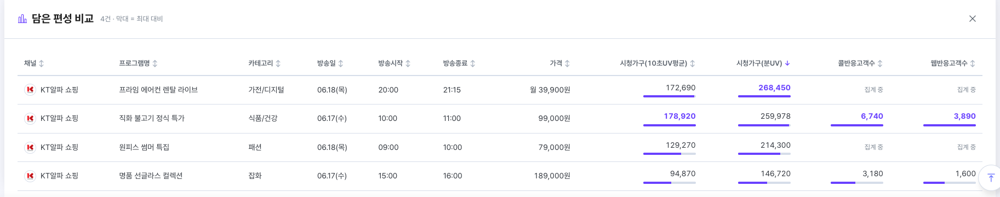 담은 편성 비교 4건 · 막대 = 최대 대비
채널 프로그램명 카테고리 방송일 방송시작 방송종료 가격 시청가구(10초UV평균) 시청가구(분UV) 콜반응고객수 웹반응고객수
KT알파 쇼핑 프라임 에어컨 렌탈 라이브 가전/디지털 06.18(목) 20:00 21:15 월 39,900원 172,690 268,450 집계 중 집계 중
KT알파 쇼핑 직화 불고기 정식 특가 식품/건강 06.17(수) 10:00 11:00 99,000원 178,920 259,978 6,740 3,890
KT알파 쇼핑 원피스 썸머 특집 패션 06.18(목) 09:00 10:00 79,000원 129,270 214,300 집계 중 집계 중
KT알파 쇼핑 명품 선글라스 컬렉션 잡화 06.17(수) 15:00 16:00 189,000원 94,870 146,720 3,180 1,600